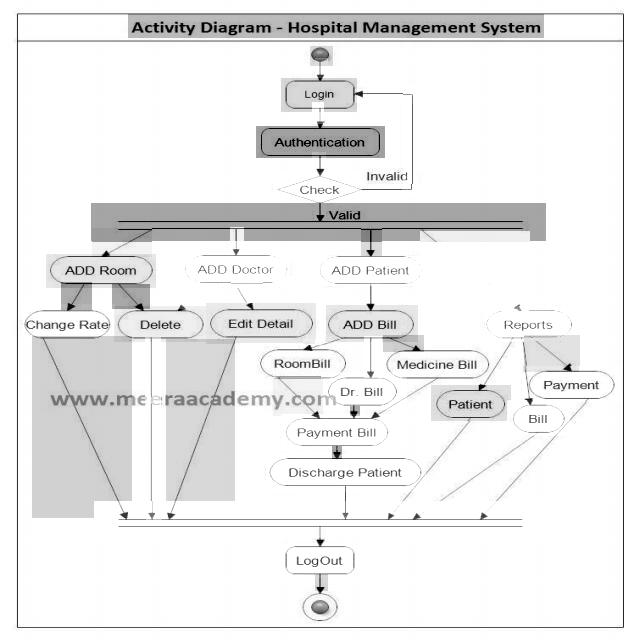 Activity Diagram - Hospital Management System
Login
Authentication
Invalid
Check
Valid
ADD Room
ADD Doctor
ADD Patient
Change Rate
Delete
Edit Detail
ADD Bill
Reports
RoomBill
Medicine Bill
Dr. Bill
Payment
www.meeraacademy.com
Patient
Bill
Payment Bill
Discharge Patient
LogOut